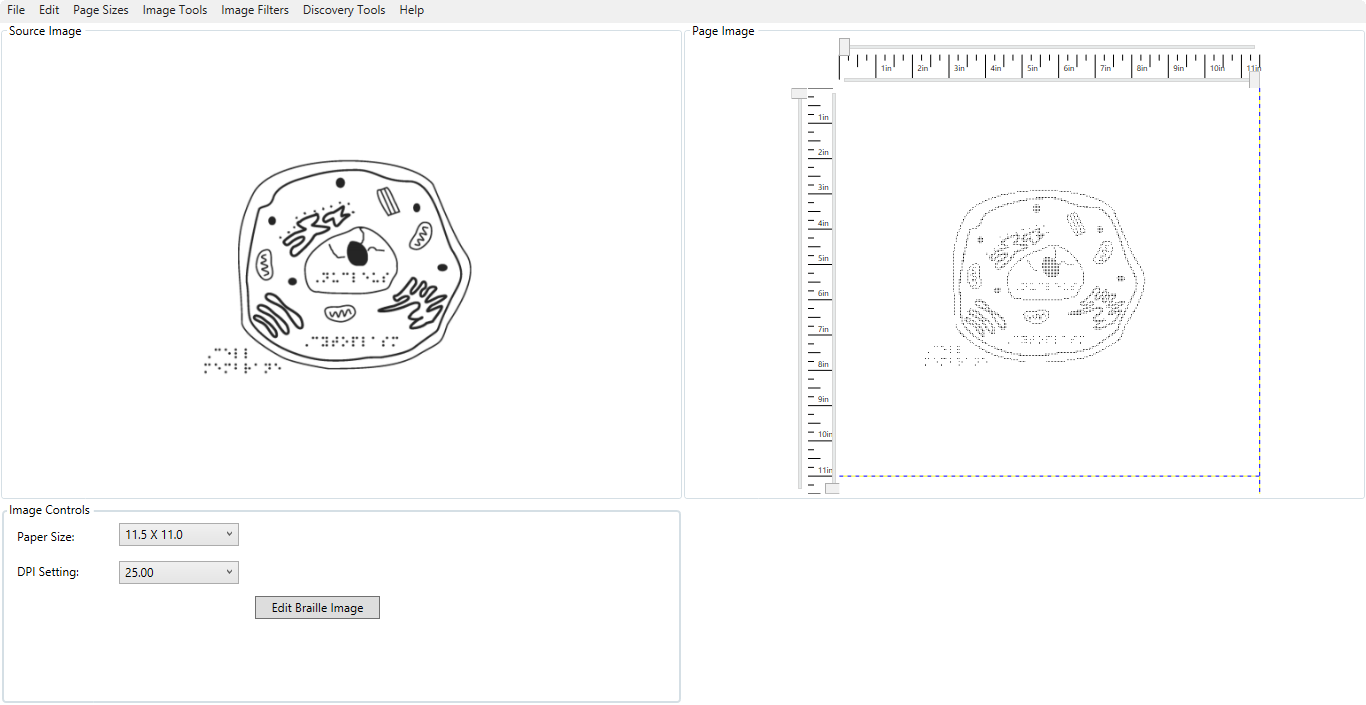 File Edit Page Sizes Image Tools Image Filters Discovery Tools Help
Source Image
Page Image
1in 2in 3in 4in 5in 6in 7in 8in 9in 10in 11in
1in
2in
3in
4in
5in
6in
7in
8in
9in
10in
11in
Image Controls
Paper Size: 11.5 X 11.0
DPI Setting: 25.00
Edit Braille Image